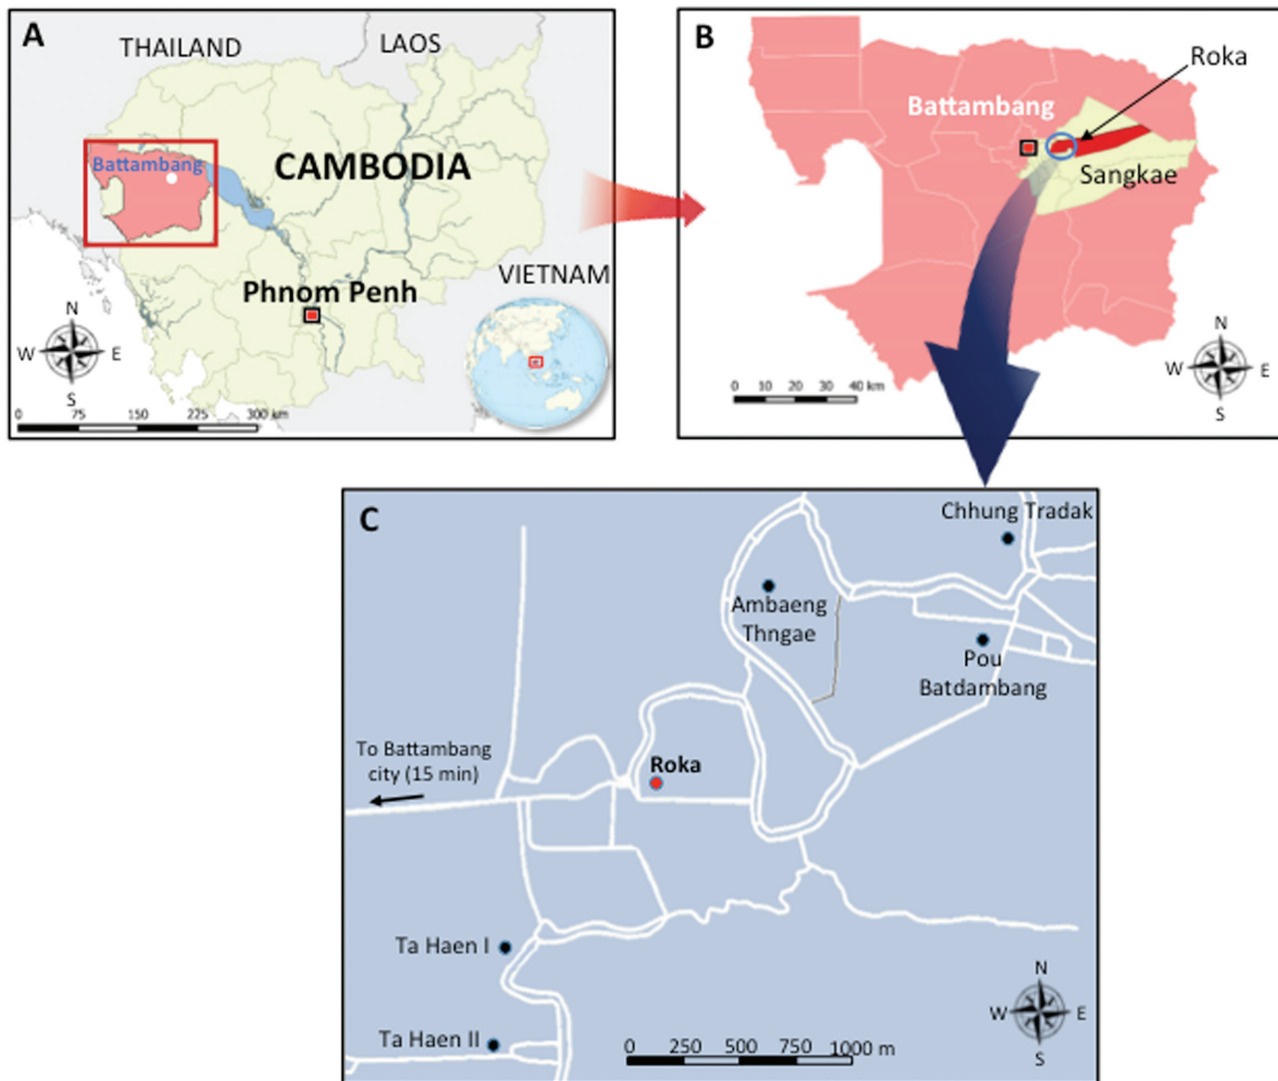 A
THAILAND
LAOS
Battambang
CAMBODIA
VIETNAM
Phnom Penh
N
W E
S
0 75 150 225 300 km
B
Roka
Battambang
Sangkae
0 10 20 30 40 km
N
W E
S
C
Chhung Tradak
Ambaeng
Thngae
Pou
Batdambang
To Battambang
city (15 min)
Roka
Ta Haen I
Ta Haen II
N
W E
S
0 250 500 750 1000 m